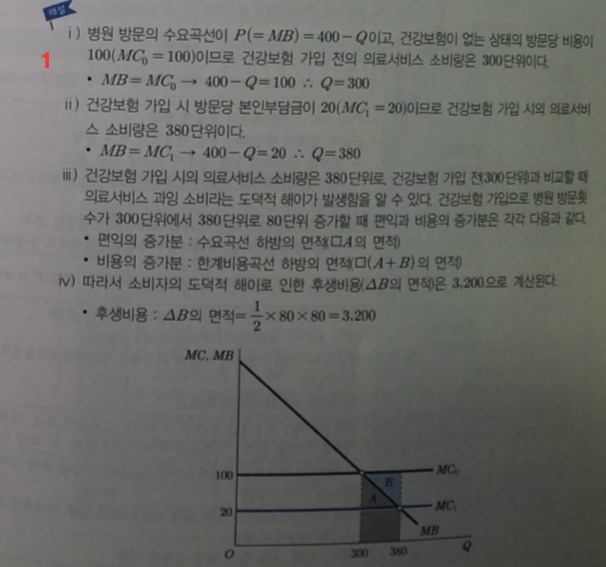 해설
1
ⅰ) 병원 방문의 수요곡선이 P(=MB)=400-Q이고, 건강보험이 없는 상태의 방문당 비용이
100(MC₀=100)이므로 건강보험 가입 전의 의료서비스 소비량은 300단위이다.
• MB=MC₀→ 400-Q=100 ∴ Q=300
ⅱ) 건강보험 가입 시 방문당 본인부담금이 20(MC₁=20)이므로 건강보험 가입 시의 의료서비
스 소비량은 380단위이다.
• MB=MC₁→ 400-Q=20 ∴ Q=380
ⅲ) 건강보험 가입 시의 의료서비스 소비량은 380단위로, 건강보험 가입 전(300단위)과 비교할 때
의료서비스 과잉 소비라는 도덕적 해이가 발생함을 알 수 있다. 건강보험 가입으로 병원 방문횟
수가 300단위에서 380단위로 80단위 증가할 때 편익과 비용의 증가분은 각각 다음과 같다.
• 편익의 증가분 : 수요곡선 하방의 면적(□A의 면적)
• 비용의 증가분 : 한계비용곡선 하방의 면적(□(A+B)의 면적)
ⅳ) 따라서 소비자의 도덕적 해이로 인한 후생비용(ΔB의 면적)은 3,200으로 계산된다.
• 후생비용 : ΔB의 면적=1/2×80×80=3,200
MC, MB
100
MC₀
B
A
20
MC₁
MB
O
300
380
Q